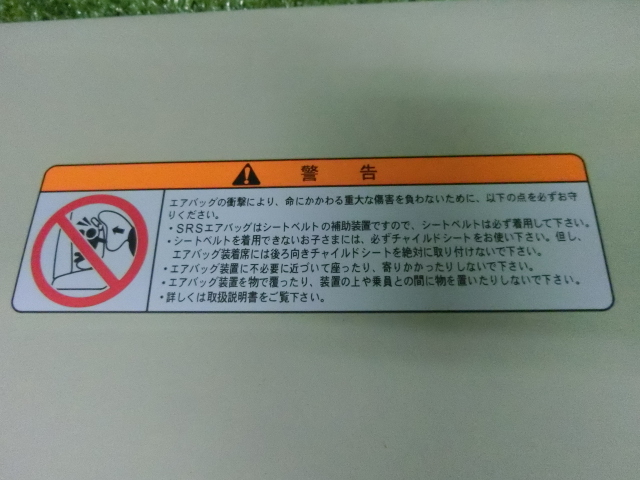 警告
エアバッグの衝撃により、命にかかわる重大な傷害を負わないために、以下の点を必ずお守
りください。
・SRSエアバッグはシートベルトの補助装置ですので、シートベルトは必ず着用して下さい。
・シートベルトを着用できないお子さまには、必ずチャイルドシートをお使い下さい。但し、
エアバッグ装着席には後ろ向きチャイルドシートを絶対に取り付けないで下さい。
・エアバッグ装置に不必要に近づいて座ったり、寄りかかったりしないで下さい。
・エアバッグ装置を物で覆ったり、装置の上や乗員との間に物を置いたりしないで下さい。
・詳しくは取扱説明書をご覧下さい。